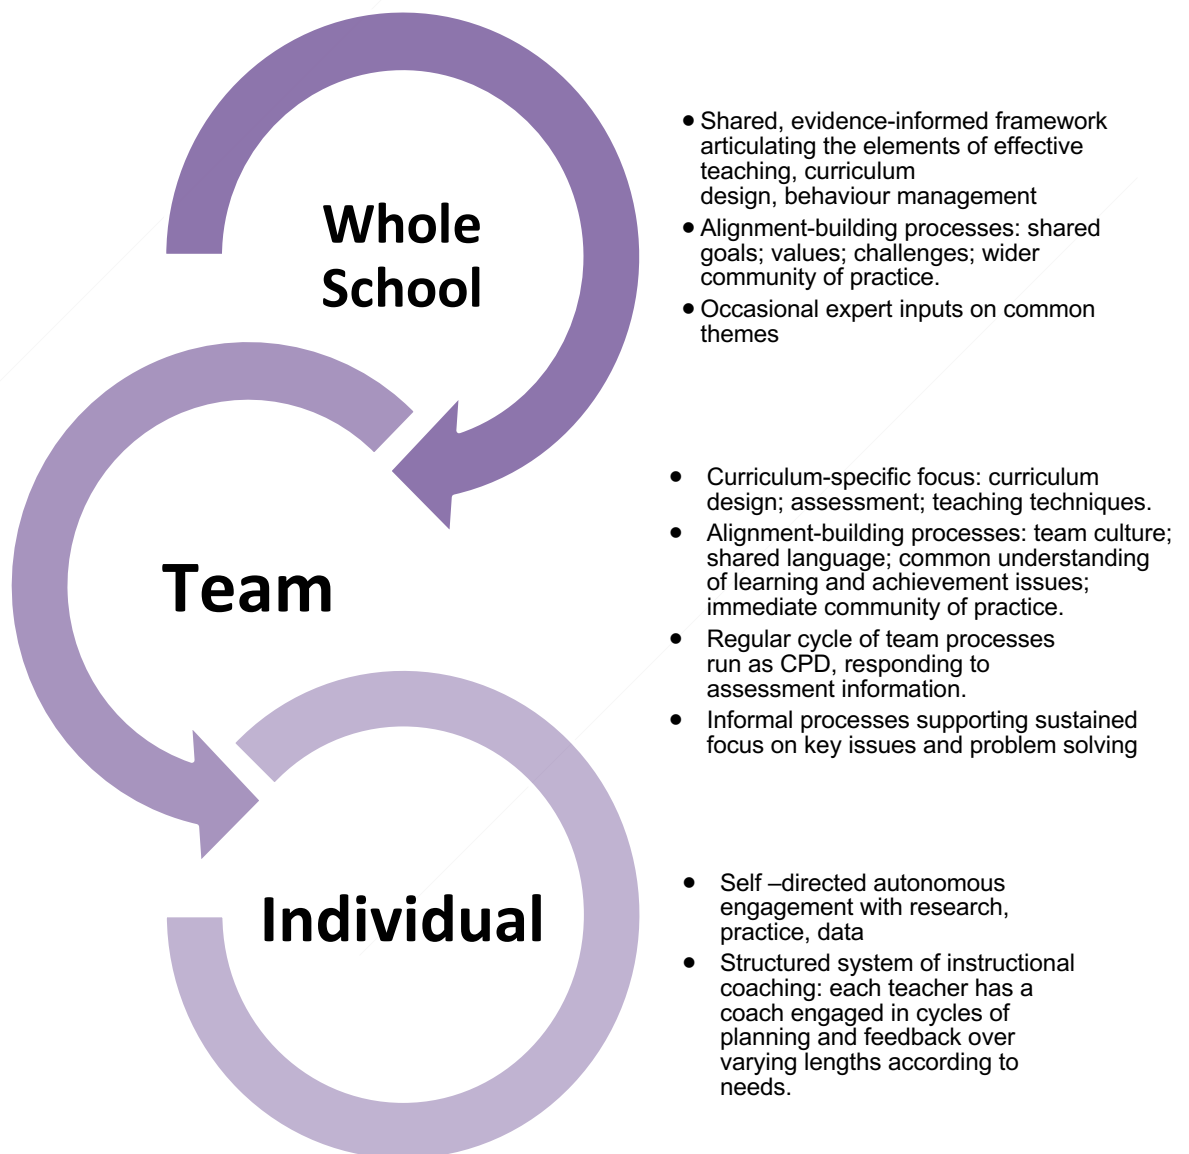 Whole
School
• Shared, evidence-informed framework
articulating the elements of effective
teaching, curriculum
design, behaviour management
• Alignment-building processes: shared
goals; values; challenges; wider
community of practice.
• Occasional expert inputs on common
themes
Team
• Curriculum-specific focus: curriculum
design; assessment; teaching techniques.
• Alignment-building processes: team culture;
shared language; common understanding
of learning and achievement issues;
immediate community of practice.
• Regular cycle of team processes
run as CPD, responding to
assessment information.
• Informal processes supporting sustained
focus on key issues and problem solving
Individual
• Self –directed autonomous
engagement with research,
practice, data
• Structured system of instructional
coaching: each teacher has a
coach engaged in cycles of
planning and feedback over
varying lengths according to
needs.